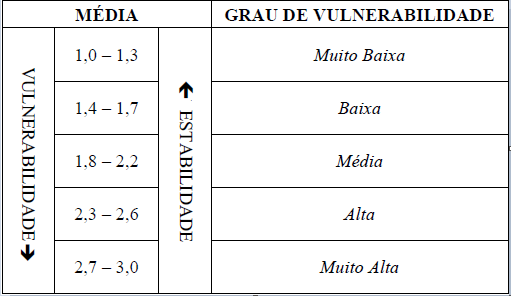 MÉDIA GRAU DE VULNERABILIDADE
VULNERABILIDADE
ESTABILIDADE
1,0 – 1,3 Muito Baixa
1,4 – 1,7 Baixa
1,8 – 2,2 Média
2,3 – 2,6 Alta
2,7 – 3,0 Muito Alta